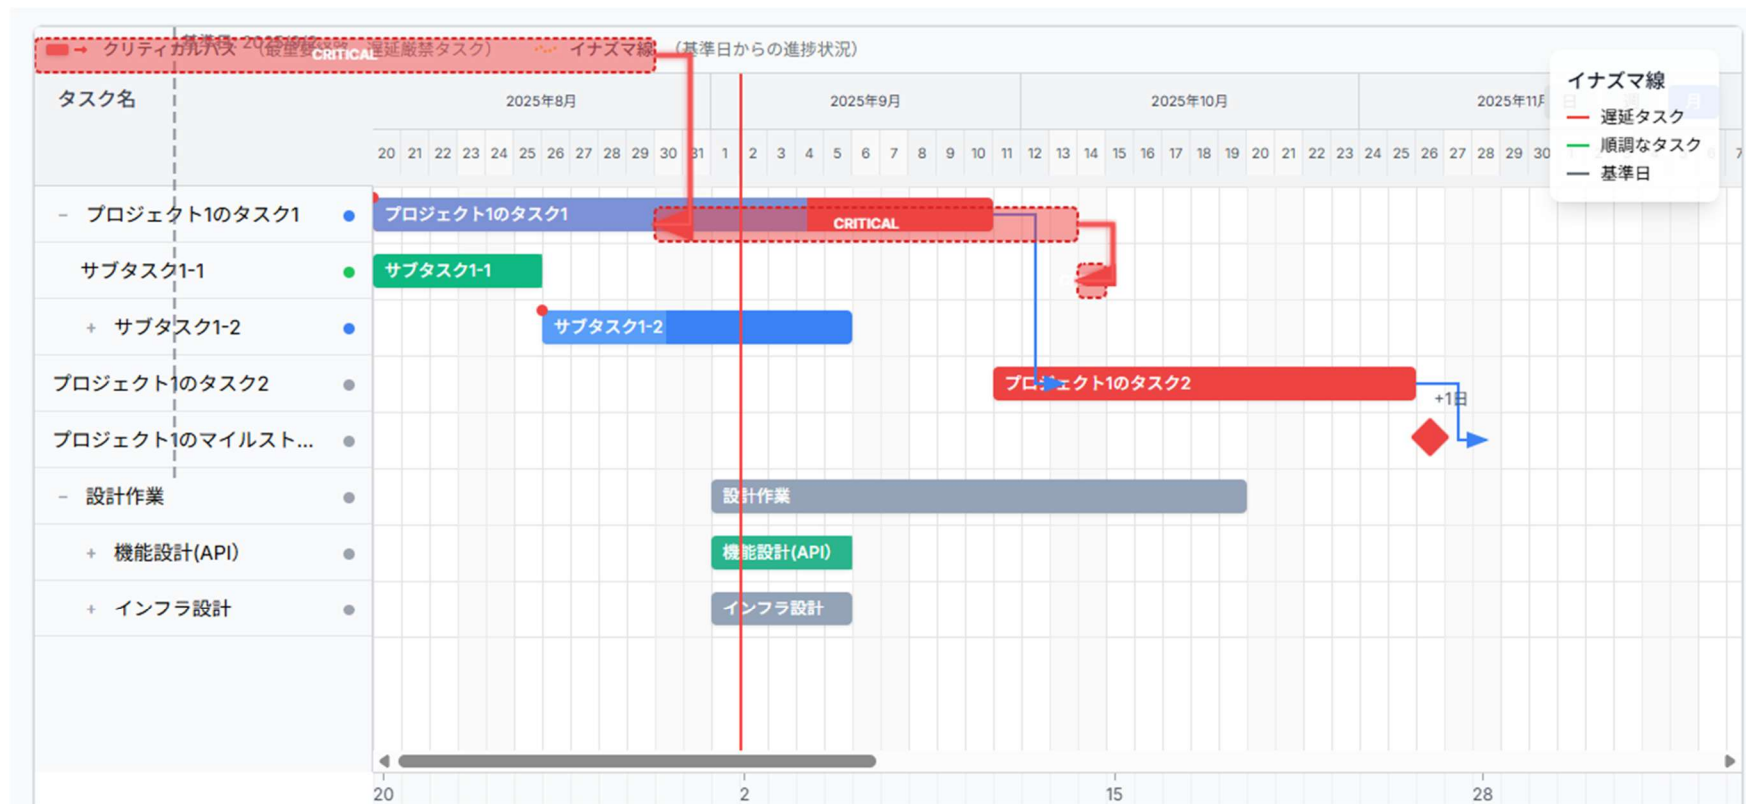 クリティカルパス （最重要 遅延厳禁タスク） イナズマ線 （基準日からの進捗状況）
基準日: 2025/9/2
CRITICAL
イナズマ線
遅延タスク
順調なタスク
基準日
タスク名
2025年8月 2025年9月 2025年10月 2025年11月
日 月
20 21 22 23 24 25 26 27 28 29 30 31 1 2 3 4 5 6 7 8 9 10 11 12 13 14 15 16 17 18 19 20 21 22 23 24 25 26 27 28 29 30 7
− プロジェクト1のタスク1 プロジェクト1のタスク1 CRITICAL
サブタスク1-1 サブタスク1-1
+ サブタスク1-2 サブタスク1-2
プロジェクト1のタスク2 プロジェクト1のタスク2
+1日
プロジェクト1のマイルスト...
− 設計作業 設計作業
+ 機能設計(API) 機能設計(API)
+ インフラ設計 インフラ設計
20 2 15 28